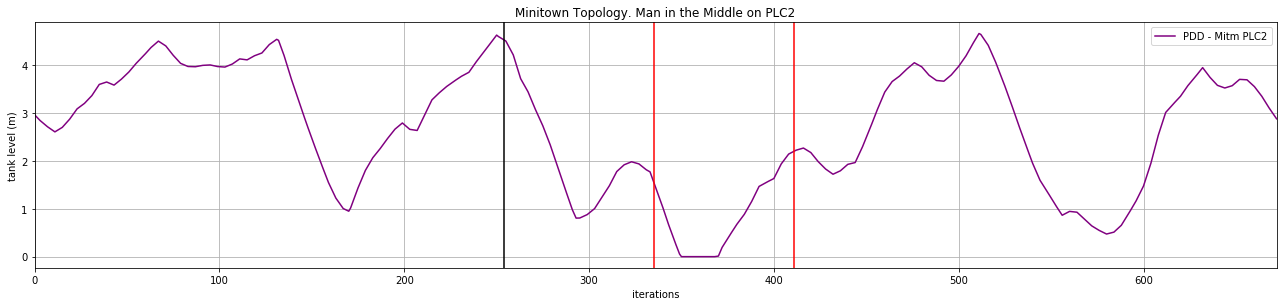 Minitown Topology. Man in the Middle on PLC2
PDD - Mitm PLC2
tank level (m)
4
3
2
1
0
0 100 200 300 400 500 600
iterations